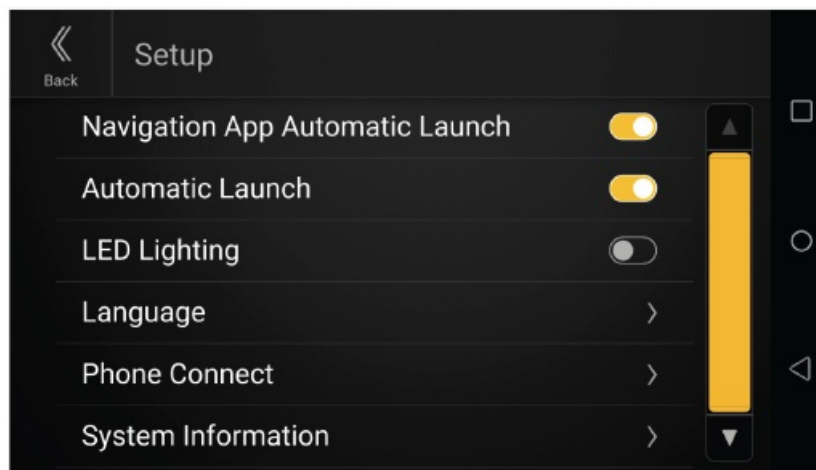 Back
Setup
Navigation App Automatic Launch
Automatic Launch
LED Lighting
Language
Phone Connect
System Information